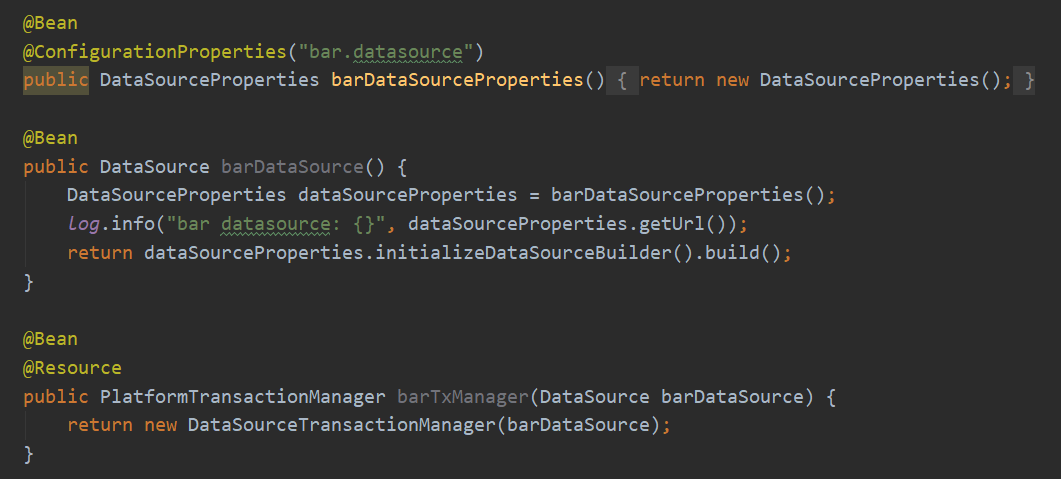 @Bean
@ConfigurationProperties("bar.datasource")
public DataSourceProperties barDataSourceProperties() { return new DataSourceProperties(); }
@Bean
public DataSource barDataSource() {
DataSourceProperties dataSourceProperties = barDataSourceProperties();
log.info("bar datasource: {}", dataSourceProperties.getUrl());
return dataSourceProperties.initializeDataSourceBuilder().build();
}
@Bean
@Resource
public PlatformTransactionManager barTxManager(DataSource barDataSource) {
return new DataSourceTransactionManager(barDataSource);
}